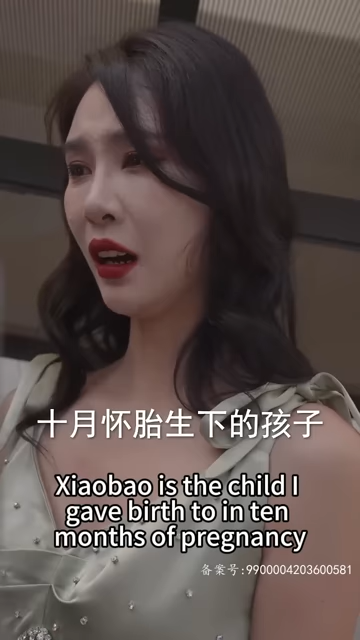 十月怀胎生下的孩子
Xiaobao is the child I
gave birth to in ten
months of pregnancy
备案号:9900004203600581